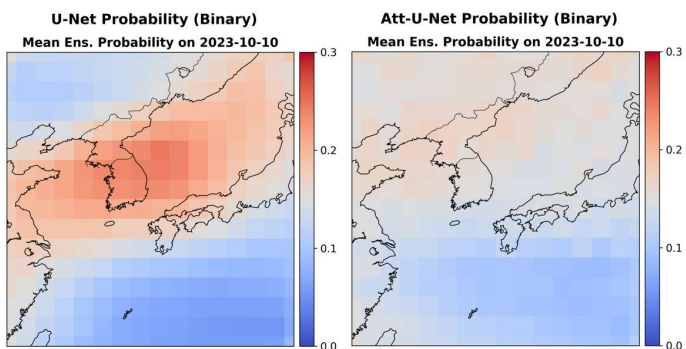 U-Net Probability (Binary)
Mean Ens. Probability on 2023-10-10
0.3
0.2
0.1
0.0
Att-U-Net Probability (Binary)
Mean Ens. Probability on 2023-10-10
0.3
0.2
0.1
0.0